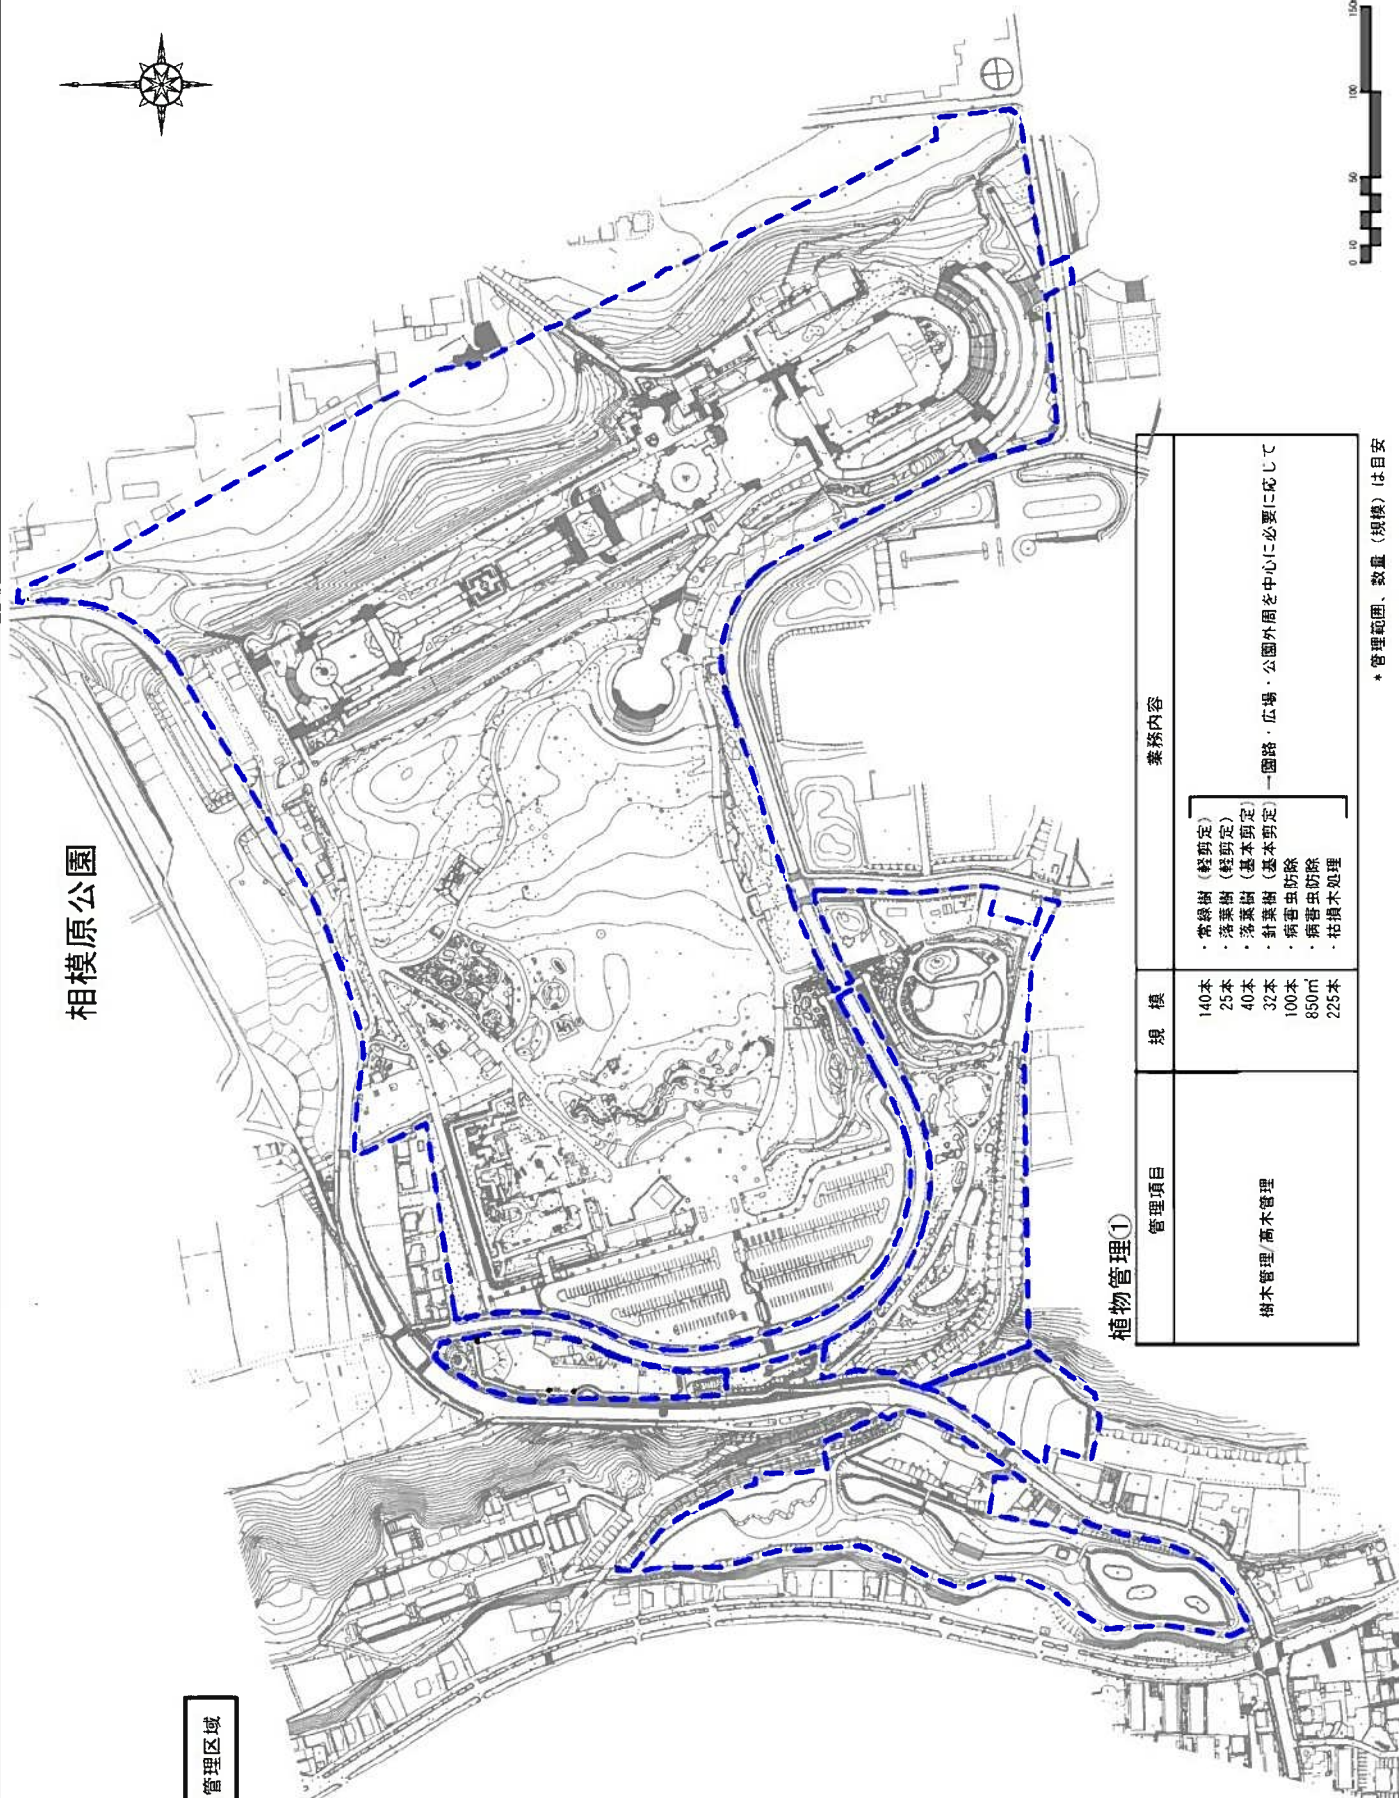 管理区域
相模原公園
植物管理①
管理項目 規模 業務内容
樹木管理/高木管理
140本 ・常緑樹（軽剪定）
25本 ・落葉樹（軽剪定）
40本 ・落葉樹（基本剪定）
32本 ・針葉樹（基本剪定） 一園路・広場・公園外周を中心に必要に応じて
100本 ・病害虫防除
850㎡ ・病害虫防除
225本 ・枯損木処理
*管理範囲、数量（規模）は目安
0 10 50 100 150